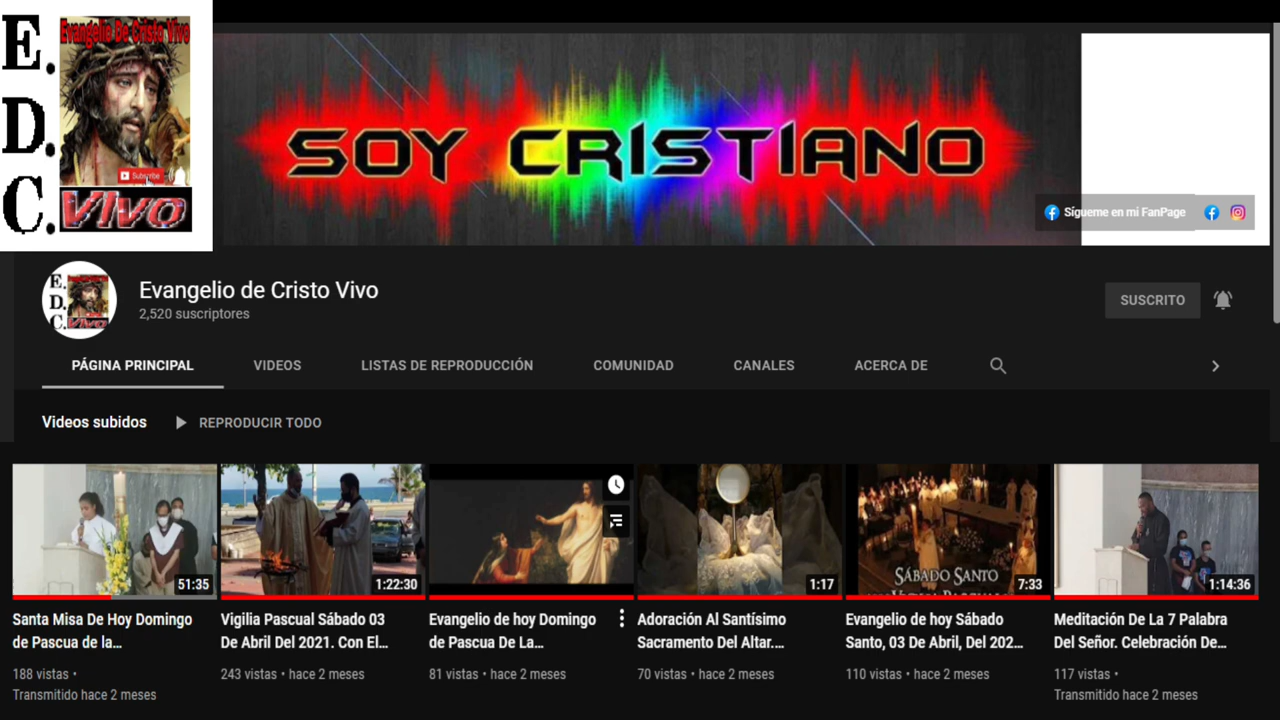 E.
D.
C.
Evangelio De Cristo Vivo
Subscribe
Vivo
SOY CRISTIANO
Sígueme en mi FanPage
E.
D.
C.
Vivo
Evangelio de Cristo Vivo
2,520 suscriptores
SUSCRITO
PÁGINA PRINCIPAL VIDEOS LISTAS DE REPRODUCCIÓN COMUNIDAD CANALES ACERCA DE
Videos subidos REPRODUCIR TODO
51:35
Santa Misa De Hoy Domingo
de Pascua de la...
188 vistas •
Transmitido hace 2 meses
1:22:30
Vigilia Pascual Sábado 03
De Abril Del 2021. Con El...
243 vistas • hace 2 meses
Evangelio de hoy Domingo
de Pascua De La...
81 vistas • hace 2 meses
1:17
Adoración Al Santísimo
Sacramento Del Altar....
70 vistas • hace 2 meses
SÁBADO SANTO
7:33
Evangelio de hoy Sábado
Santo, 03 De Abril, Del 202...
110 vistas • hace 2 meses
1:14:36
Meditación De La 7 Palabra
Del Señor. Celebración De...
117 vistas •
Transmitido hace 2 meses